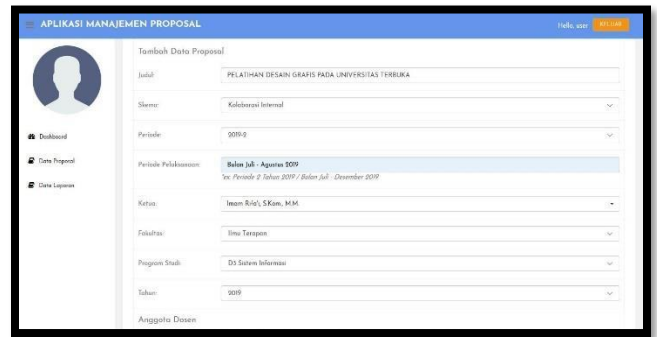 APLIKASI MANAJEMEN PROPOSAL
Hello, user KELUAR
Tambah Data Proposal
Judul: PELATIHAN DESAIN GRAFIS PADA UNIVERSITAS TERBUKA
Skema: Kolaborasi Internal
Periode: 2019-2
Periode Pelaksanaan: Bulan Juli - Agustus 2019
*ex. Periode 2 Tahun 2019 / Bulan Juli - Desember 2019
Ketua: Imam Rifa'i, S.Kom, M.M.
Fakultas: Ilmu Terapan
Program Studi: D3 Sistem Informasi
Tahun: 2019
Anggota Dosen
Dashboard
Data Proposal
Data Laporan